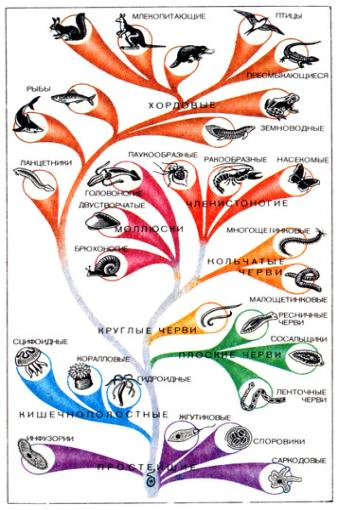 МЛЕКОПИТАЮЩИЕ
ПТИЦЫ
ПРЕСМЫКАЮЩИЕСЯ
РЫБЫ
ХОРДОВЫЕ
ЗЕМНОВОДНЫЕ
ЛАНЦЕТНИКИ
ПАУКООБРАЗНЫЕ
РАКООБРАЗНЫЕ
НАСЕКОМЫЕ
ГОЛОВОНОГИЕ
ДВУСТВОРЧАТЫЕ
ЧЛЕНИСТОНОГИЕ
МОЛЛЮСКИ
МНОГОЩЕТИНКОВЫЕ
БРЮХОНОГИЕ
КОЛЬЧАТЫЕ
ЧЕРВИ
МАЛОЩЕТИНКОВЫЕ
КРУГЛЫЕ ЧЕРВИ
РЕСНИЧНЫЕ
ЧЕРВИ
СЦИФОИДНЫЕ
СОСАЛЬЩИКИ
ПЛОСКИЕ ЧЕРВИ
КОРАЛЛОВЫЕ
ГИДРОИДНЫЕ
ЛЕНТОЧНЫЕ
ЧЕРВИ
КИШЕЧНОПОЛОСТНЫЕ
ЖГУТИКОВЫЕ
ИНФУЗОРИИ
СПОРОВИКИ
ПРОСТЕЙШИЕ
САРКОДОВЫЕ